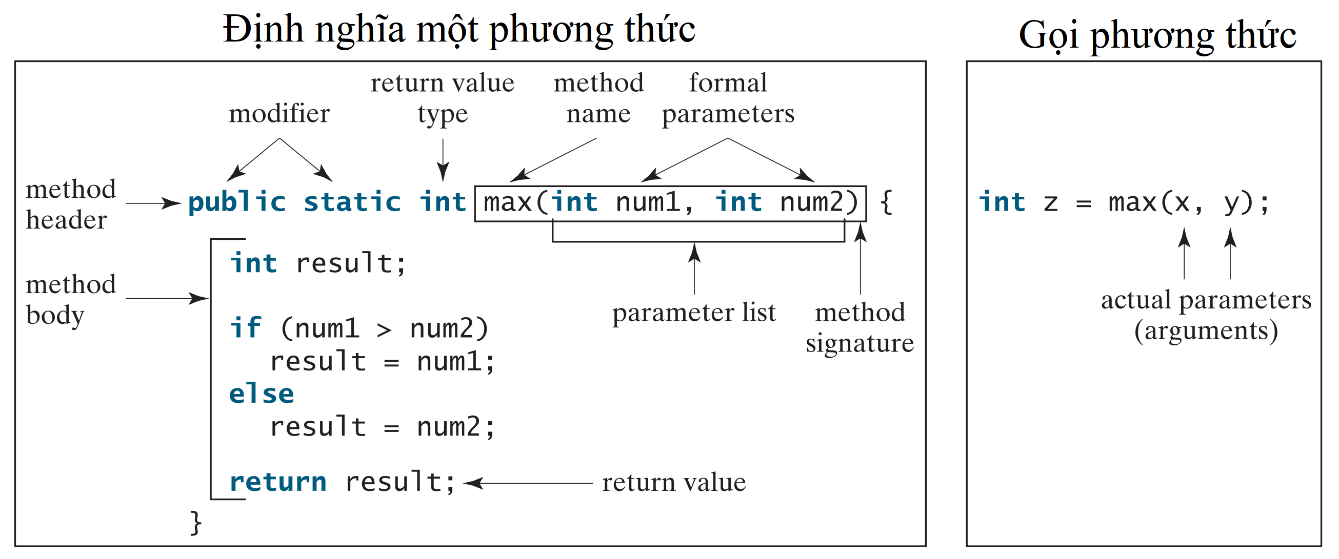 Định nghĩa một phương thức
Gọi phương thức
return value
type
method
name
formal
parameters
modifier
method
header
public static int max(int num1, int num2) {
int z = max(x, y);
method
body
int result;
if (num1 > num2)
result = num1;
else
result = num2;
return result;
}
parameter list
method
signature
return value
actual parameters
(arguments)